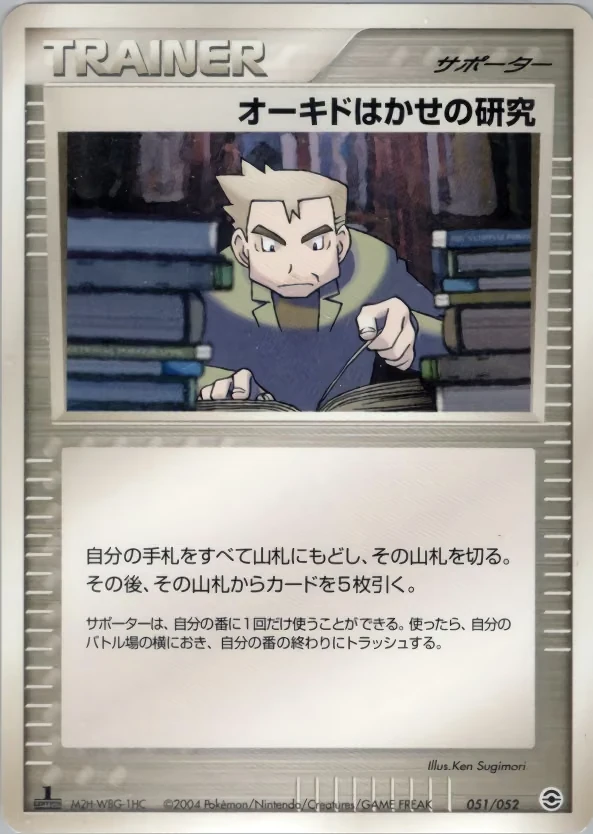 TRAINER
サポーター
オーキドはかせの研究
自分の手札をすべて山札にもどし、その山札を切る。
その後、その山札からカードを5枚引く。
サポーターは、自分の番に1回だけ使うことができる。使ったら、自分の
バトル場の横におき、自分の番の終わりにトラッシュする。
Illus.Ken Sugimori
1 EDITION M2H-WBG-1HC ©2004 Pokémon/Nintendo/Creatures/GAME FREAK 051/052